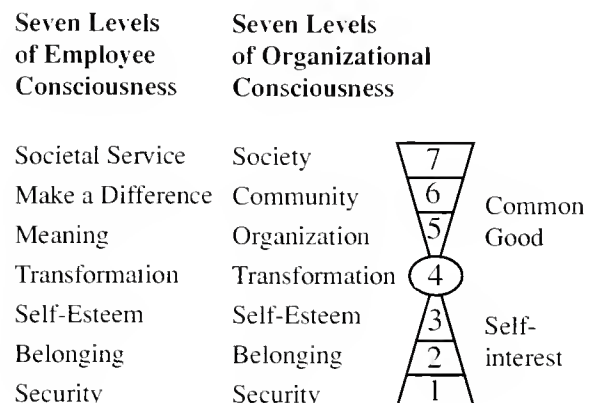 Seven Levels of Employee Consciousness
Seven Levels of Organizational Consciousness
Societal Service Society 7
Make a Difference Community 6
Meaning Organization 5
Common Good
Transformation Transformation 4
Self-Esteem Self-Esteem 3
Belonging Belonging 2
Self-interest
Security Security 1